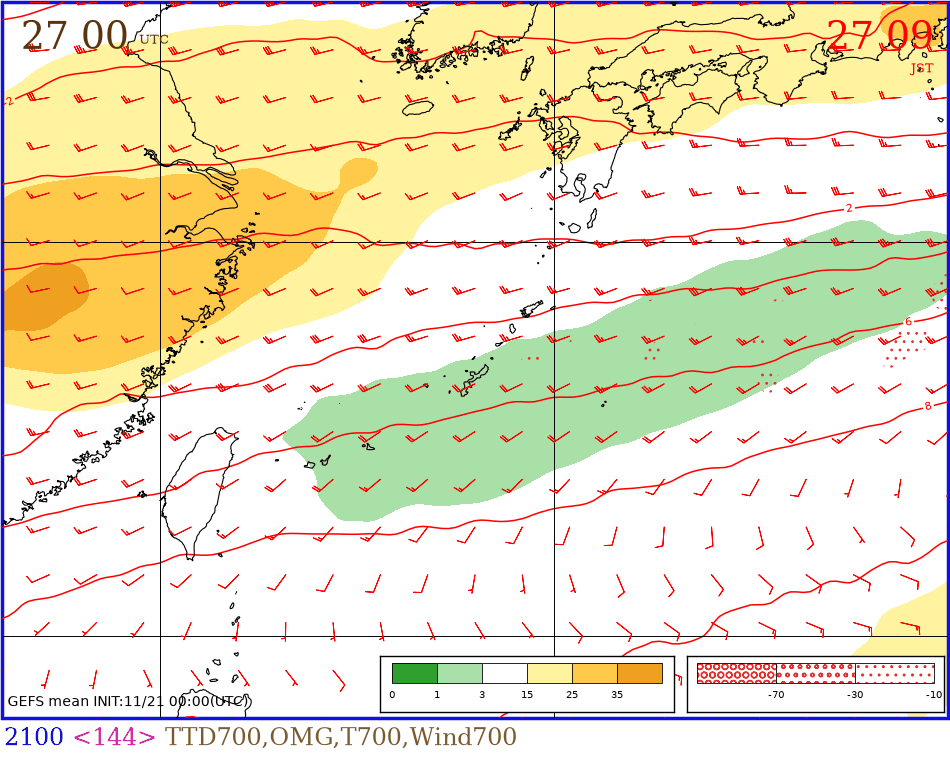 27 00 UTC
27 09
JST
-2
2
6
8
0 1 3 15 25 35
-70 -30 -10
GEFS mean INIT:11/21 00:00(UTC)
2100 <144> TTD700,OMG,T700,Wind700